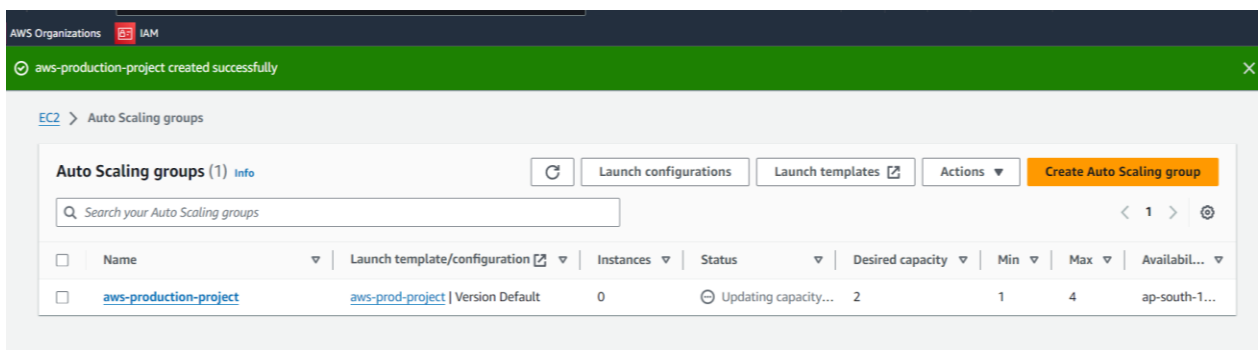 AWS Organizations IAM
aws-production-project created successfully
EC2 > Auto Scaling groups
Auto Scaling groups (1) Info Launch configurations Launch templates Actions Create Auto Scaling group
Search your Auto Scaling groups 1
Name Launch template/configuration Instances Status Desired capacity Min Max Availabil...
aws-production-project aws-prod-project | Version Default 0 Updating capacity... 2 1 4 ap-south-1...